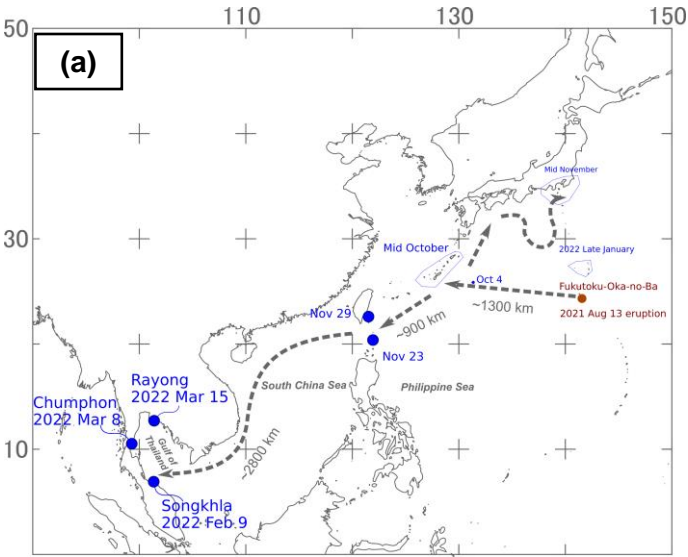 110 130 150
50
(a)
Mid November
30
Mid October
2022 Late January
Oct 4
Fukutoku-Oka-no-Ba
~1300 km
2021 Aug 13 eruption
Nov 29
~900 km
Nov 23
Rayong
2022 Mar 15
South China Sea
Philippine Sea
Chumphon
2022 Mar 8
10
Gulf of
Thailand
~2800 km
Songkhla
2022 Feb 9